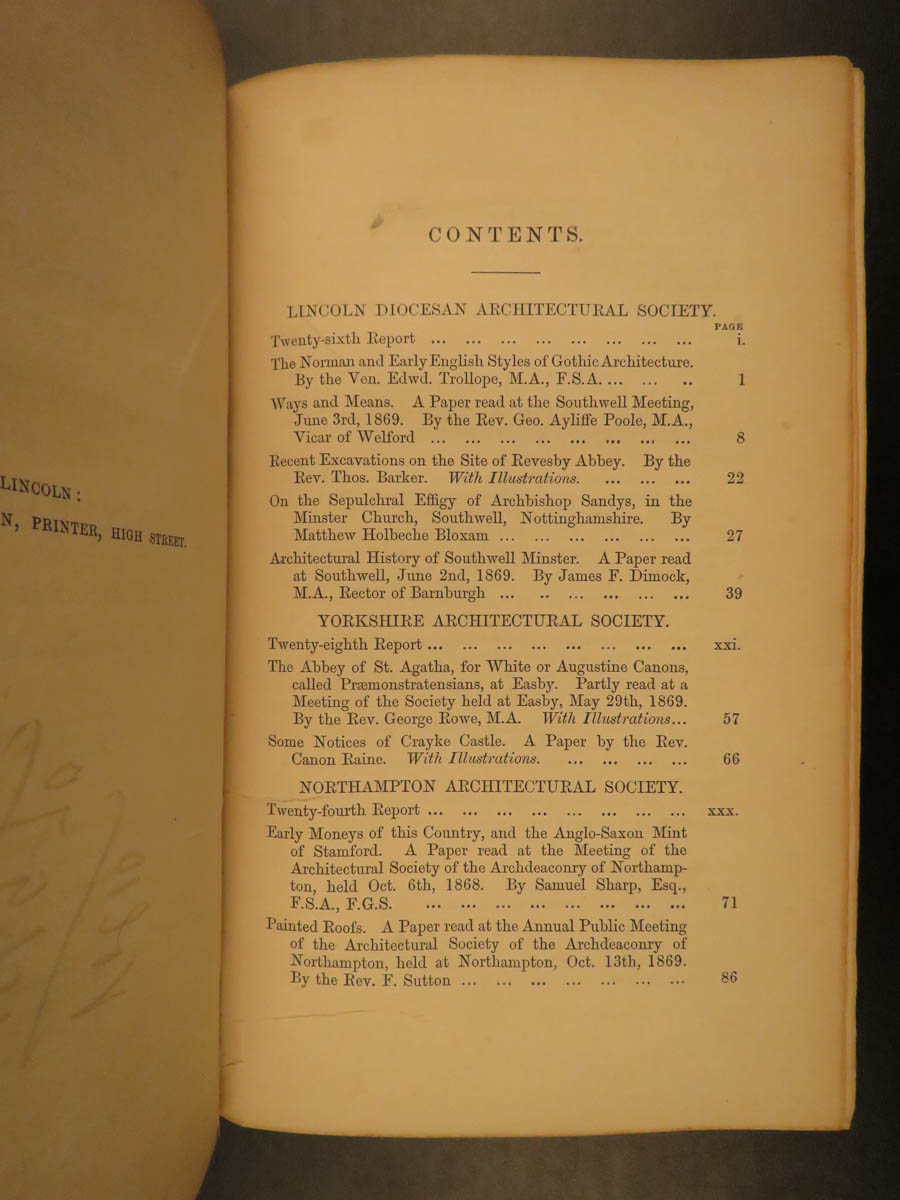 LINCOLN:
N, PRINTER, HIGH STREET.
CONTENTS.
LINCOLN DIOCESAN ARCHITECTURAL SOCIETY.
PAGE
Twenty-sixth Report ... ... ... ... ... ... ... ... i.
The Norman and Early English Styles of Gothic Architecture.
By the Ven. Edwd. Trollope, M.A., F.S.A. ... ... .. 1
Ways and Means. A Paper read at the Southwell Meeting,
June 3rd, 1869. By the Rev. Geo. Ayliffe Poole, M.A.,
Vicar of Welford ... ... ... ... ... ... ... ... 8
Recent Excavations on the Site of Revesby Abbey. By the
Rev. Thos. Barker. With Illustrations. ... ... ... 22
On the Sepulchral Effigy of Archbishop Sandys, in the
Minster Church, Southwell, Nottinghamshire. By
Matthew Holbeche Bloxam ... ... ... ... ... ... 27
Architectural History of Southwell Minster. A Paper read
at Southwell, June 2nd, 1869. By James F. Dimock,
M.A., Rector of Barnburgh ... .. ... ... ... ... 39
YORKSHIRE ARCHITECTURAL SOCIETY.
Twenty-eighth Report ... ... ... ... ... ... ... ... xxi.
The Abbey of St. Agatha, for White or Augustine Canons,
called Præmonstratensians, at Easby. Partly read at a
Meeting of the Society held at Easby, May 29th, 1869.
By the Rev. George Rowe, M.A. With Illustrations... 57
Some Notices of Crayke Castle. A Paper by the Rev.
Canon Raine. With Illustrations. ... ... ... ... 66
NORTHAMPTON ARCHITECTURAL SOCIETY.
Twenty-fourth Report ... ... ... ... ... ... ... ... xxx.
Early Moneys of this Country, and the Anglo-Saxon Mint
of Stamford. A Paper read at the Meeting of the
Architectural Society of the Archdeaconry of Northamp-
ton, held Oct. 6th, 1868. By Samuel Sharp, Esq.,
F.S.A., F.G.S. ... ... ... ... ... ... ... ... 71
Painted Roofs. A Paper read at the Annual Public Meeting
of the Architectural Society of the Archdeaconry of
Northampton, held at Northampton, Oct. 13th, 1869.
By the Rev. F. Sutton ... ... ... ... ... ... ... 86